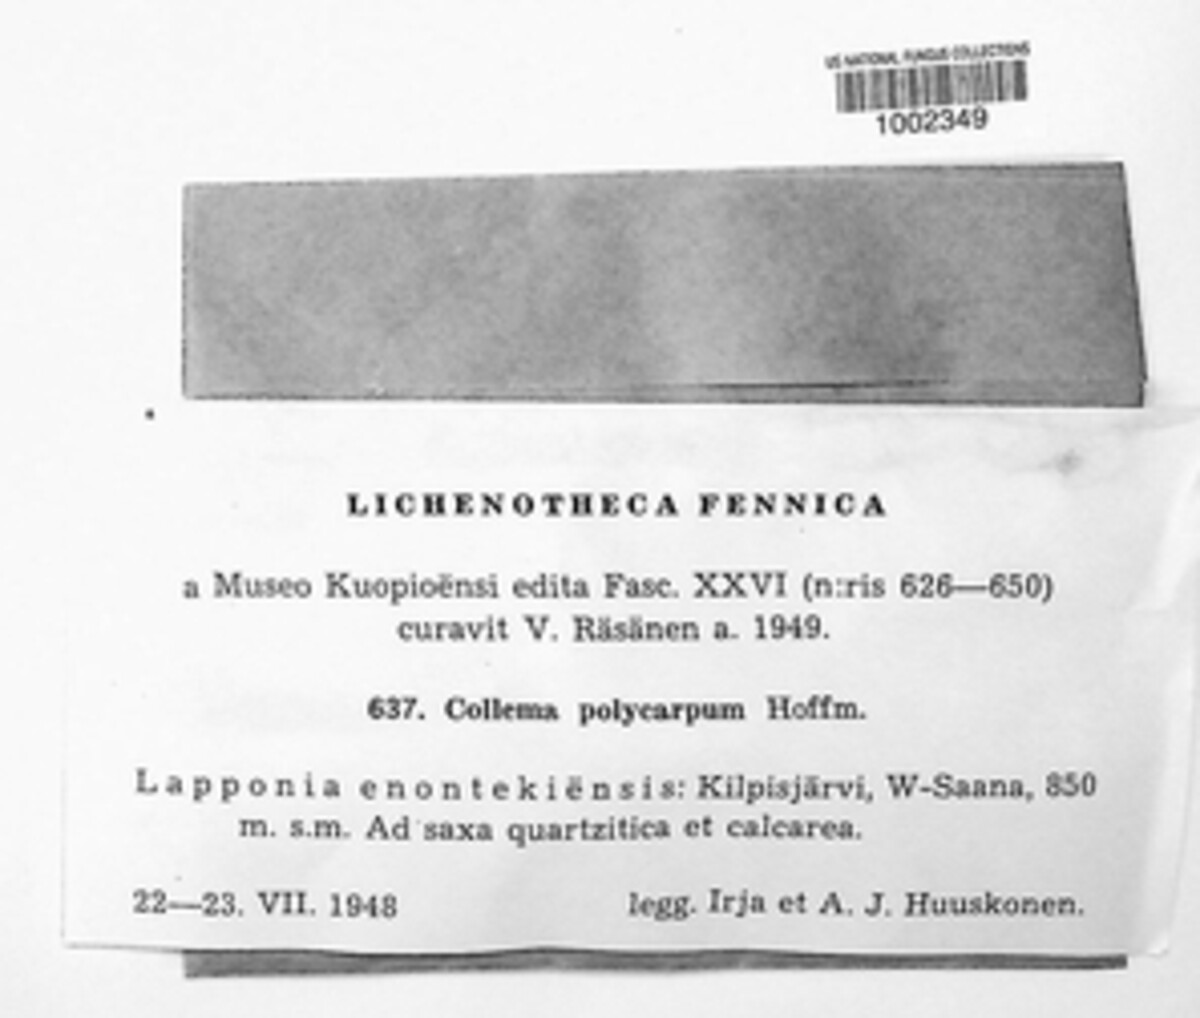 US NATIONAL FUNGUS COLLECTIONS
1002349
LICHENOTHECA FENNICA
a Museo Kuopioënsi edita Fasc. XXVI (n:ris 626—650)
curavit V. Räsänen a. 1949.
637. Collema polycarpum Hoffm.
Lapponia enontekiënsis: Kilpisjärvi, W-Saana, 850
m. s.m. Ad saxa quartzitica et calcarea.
22—23. VII. 1948 legg. Irja et A. J. Huuskonen.